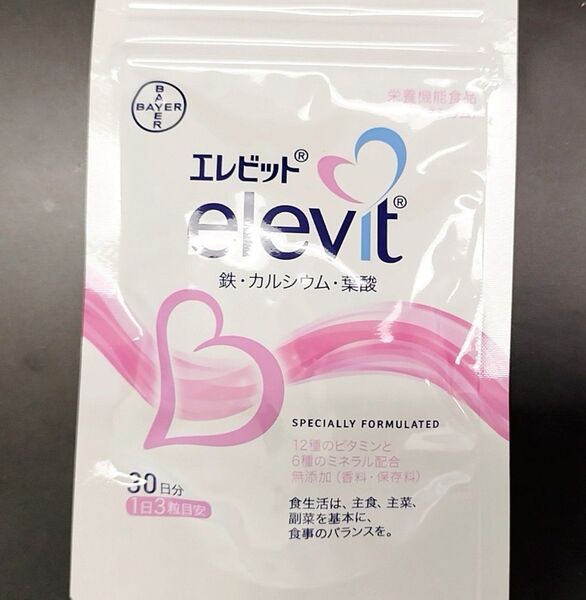 BAYER
BAYER
栄養機能食品
エレビット®
elevit®
鉄・カルシウム・葉酸
SPECIALLY FORMULATED
12種のビタミンと
6種のミネラル配合
無添加（香料・保存料）
30日分
1日3粒目安
食生活は、主食、主菜、
副菜を基本に、
食事のバランスを。